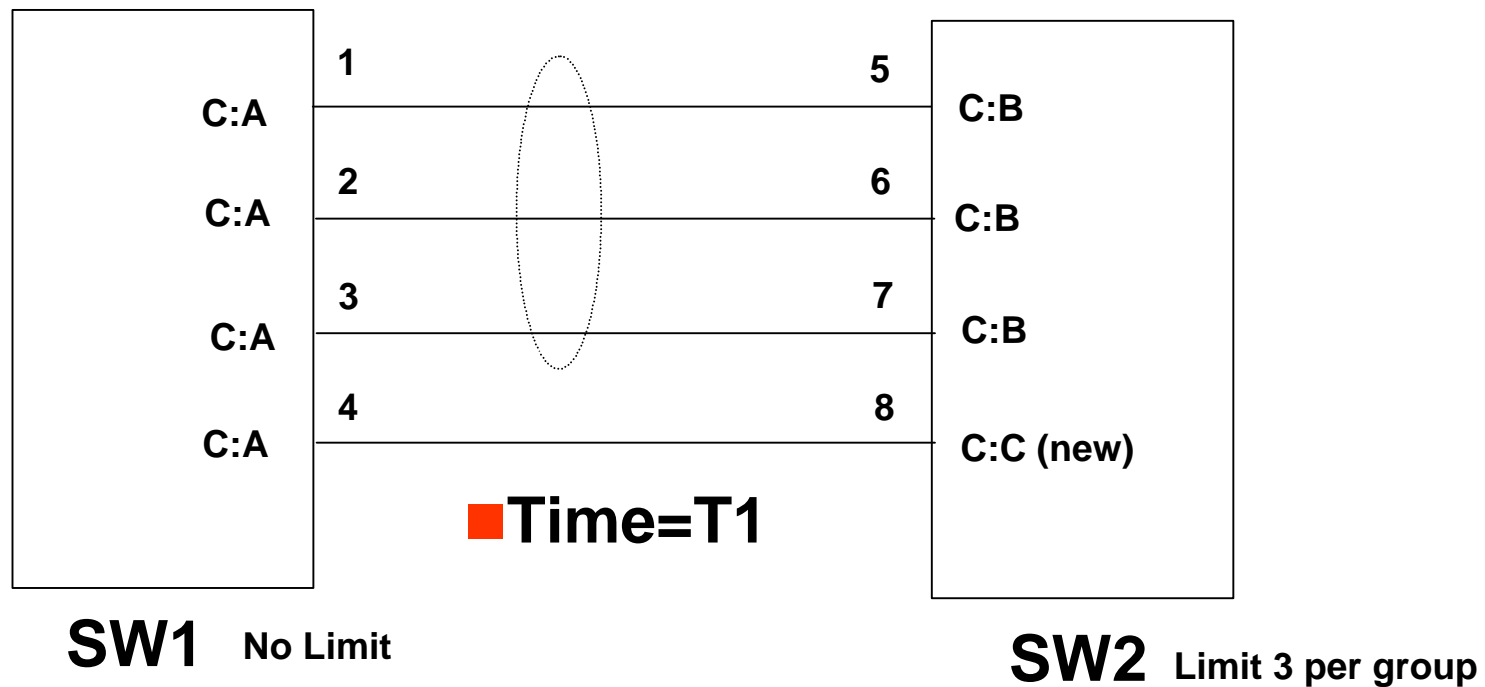 1
5
C:A
C:B
2
6
C:A
C:B
3
7
C:A
C:B
4
8
C:A
C:C (new)
Time=T1
SW1 No Limit
SW2 Limit 3 per group